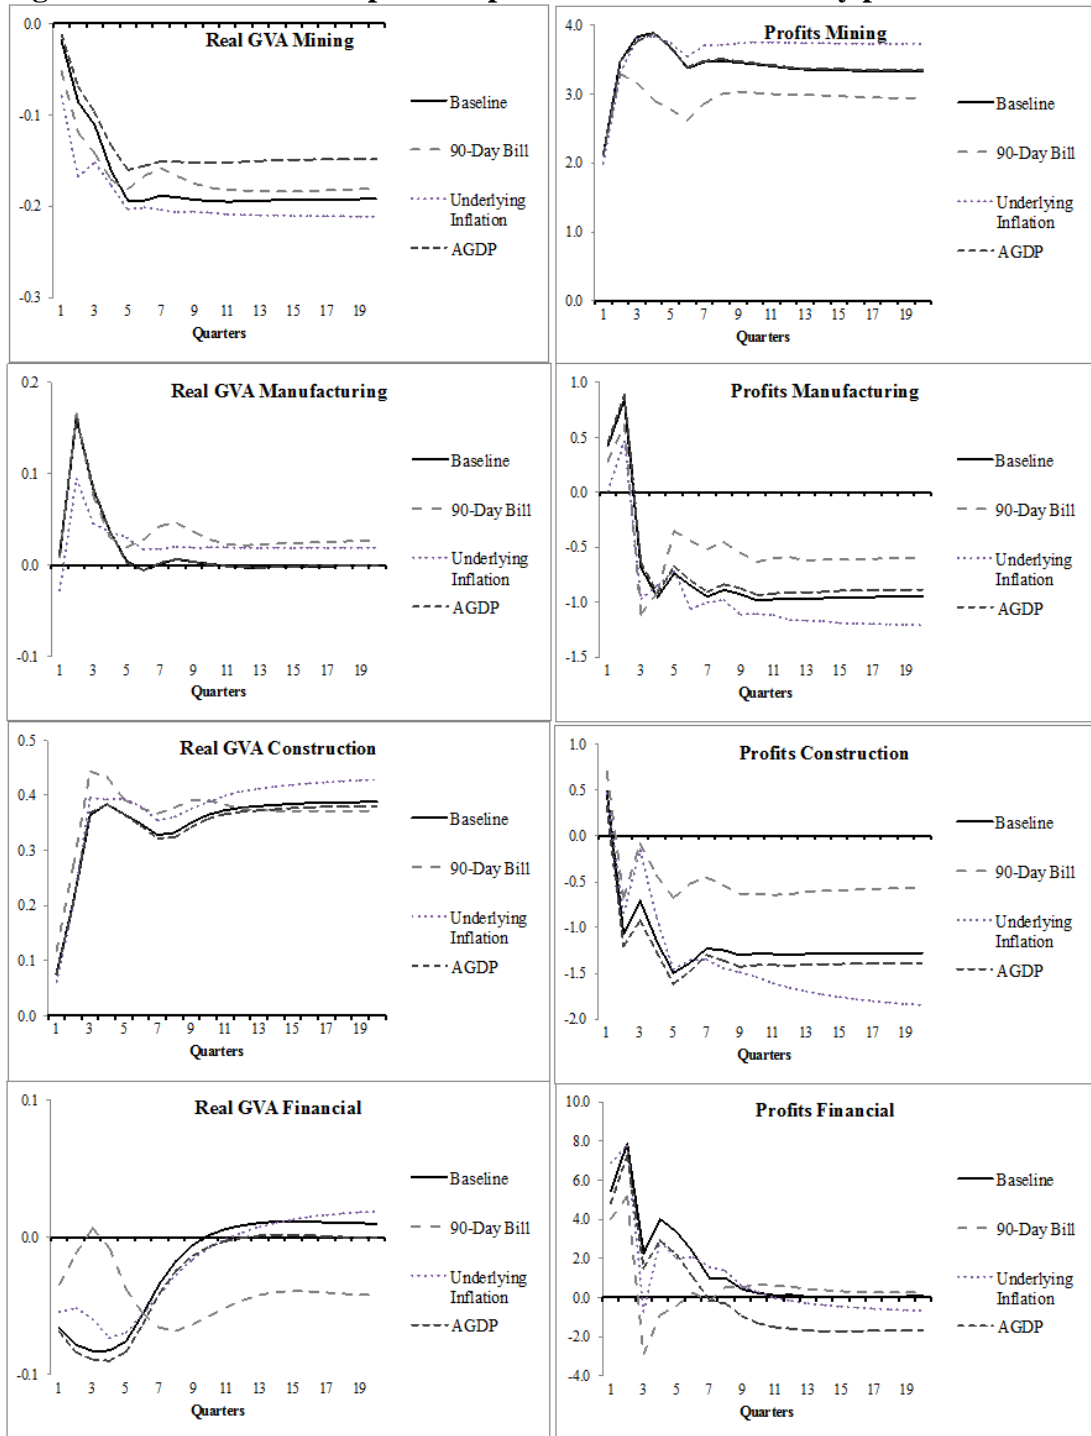 Real GVA Mining
0.0
-0.1
-0.2
-0.3
1 3 5 7 9 11 13 15 17 19
Quarters
Baseline
90-Day Bill
Underlying
Inflation
AGDP
Profits Mining
4.0
3.0
2.0
1.0
0.0
1 3 5 7 9 11 13 15 17 19
Quarters
Baseline
90-Day Bill
Underlying
Inflation
AGDP
Real GVA Manufacturing
0.2
0.1
0.0
-0.1
1 3 5 7 9 11 13 15 17 19
Quarters
Baseline
90-Day Bill
Underlying
Inflation
AGDP
Profits Manufacturing
1.0
0.5
0.0
-0.5
-1.0
-1.5
1 3 5 7 9 11 13 15 17 19
Quarters
Baseline
90-Day Bill
Underlying
Inflation
AGDP
Real GVA Construction
0.5
0.4
0.3
0.2
0.1
0.0
1 3 5 7 9 11 13 15 17 19
Quarters
Baseline
90-Day Bill
Underlying
Inflation
AGDP
Profits Construction
1.0
0.5
0.0
-0.5
-1.0
-1.5
-2.0
1 3 5 7 9 11 13 15 17 19
Quarters
Baseline
90-Day Bill
Underlying
Inflation
AGDP
Real GVA Financial
0.1
0.0
-0.1
1 3 5 7 9 11 13 15 17 19
Quarters
Baseline
90-Day Bill
Underlying
Inflation
AGDP
Profits Financial
10.0
8.0
6.0
4.0
2.0
0.0
-2.0
-4.0
1 3 5 7 9 11 13 15 17 19
Quarters
Baseline
90-Day Bill
Underlying
Inflation
AGDP